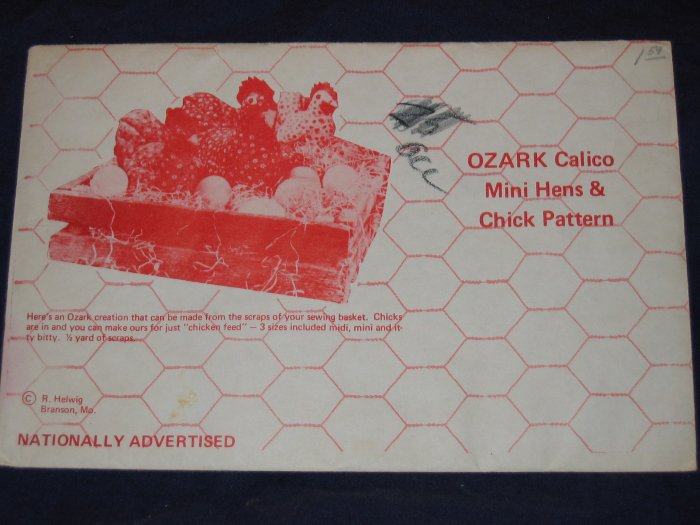 1.59
OZARK Calico
Mini Hens &
Chick Pattern
Here's an Ozark creation that can be made from the scraps of your sewing basket. Chicks
are in and you can make ours for just "chicken feed" — 3 sizes included midi, mini and it-
ty bitty. ½ yard of scraps.
© R. Helwig
Branson, Mo.
NATIONALLY ADVERTISED